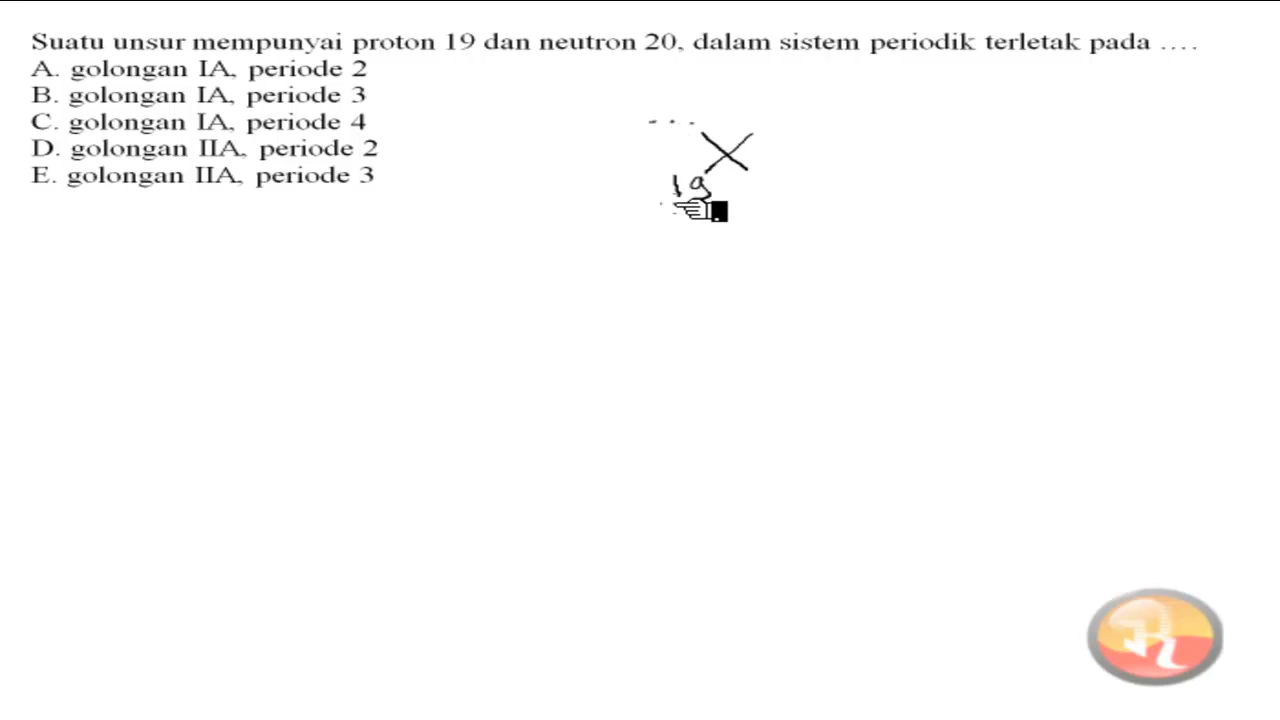 Suatu unsur mempunyai proton 19 dan neutron 20, dalam sistem periodik terletak pada ....
A. golongan IA, periode 2
B. golongan IA, periode 3
C. golongan IA, periode 4
D. golongan IIA, periode 2
E. golongan IIA, periode 3
...
X
19